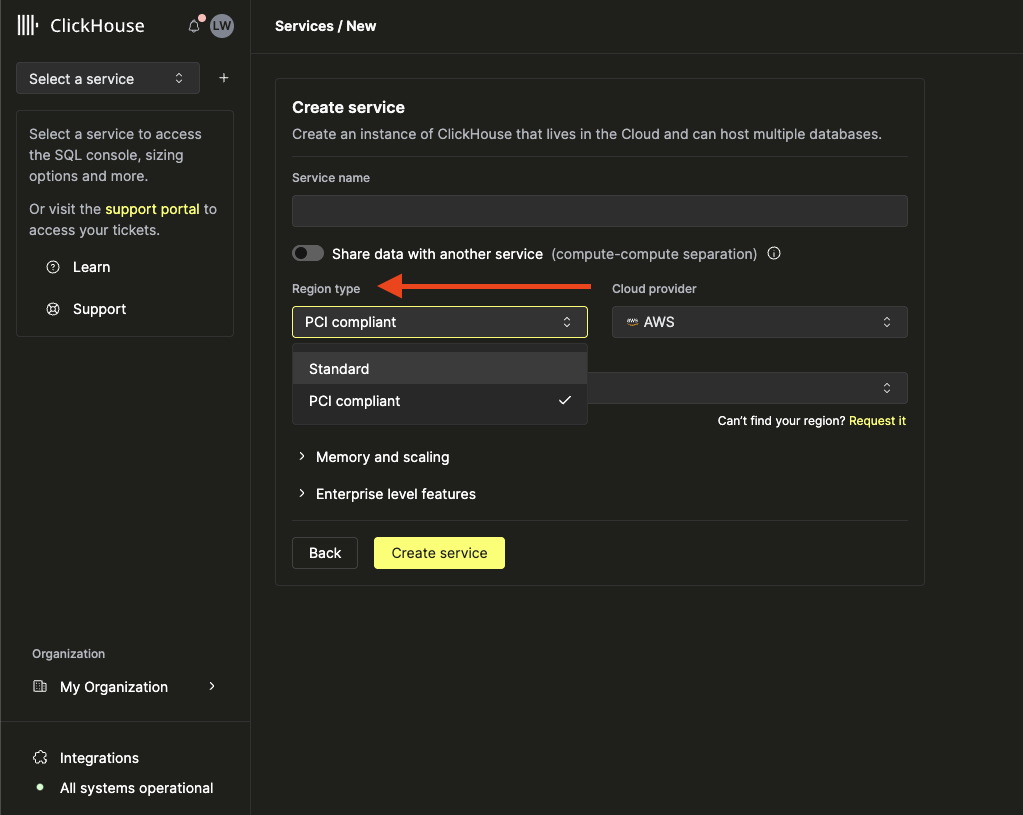 ClickHouse
LW
Services / New
Select a service
+
Select a service to access
the SQL console, sizing
options and more.
Or visit the support portal to
access your tickets.
Learn
Support
Create service
Create an instance of ClickHouse that lives in the Cloud and can host multiple databases.
Service name
Share data with another service (compute-compute separation)
Region type
Cloud provider
PCI compliant
aws AWS
Standard
PCI compliant
Can't find your region? Request it
Memory and scaling
Enterprise level features
Back
Create service
Organization
My Organization
Integrations
All systems operational